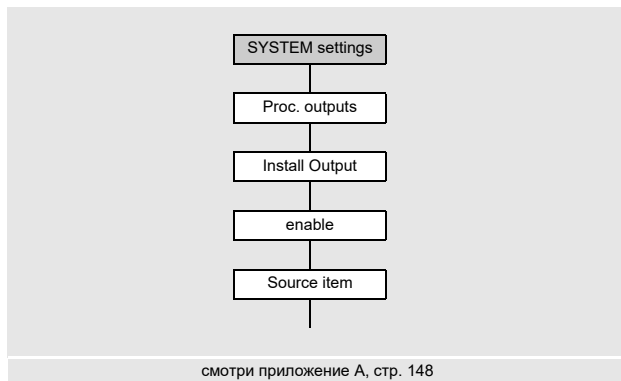 SYSTEM settings
Proc. outputs
Install Output
enable
Source item
смотри приложение А, стр. 148